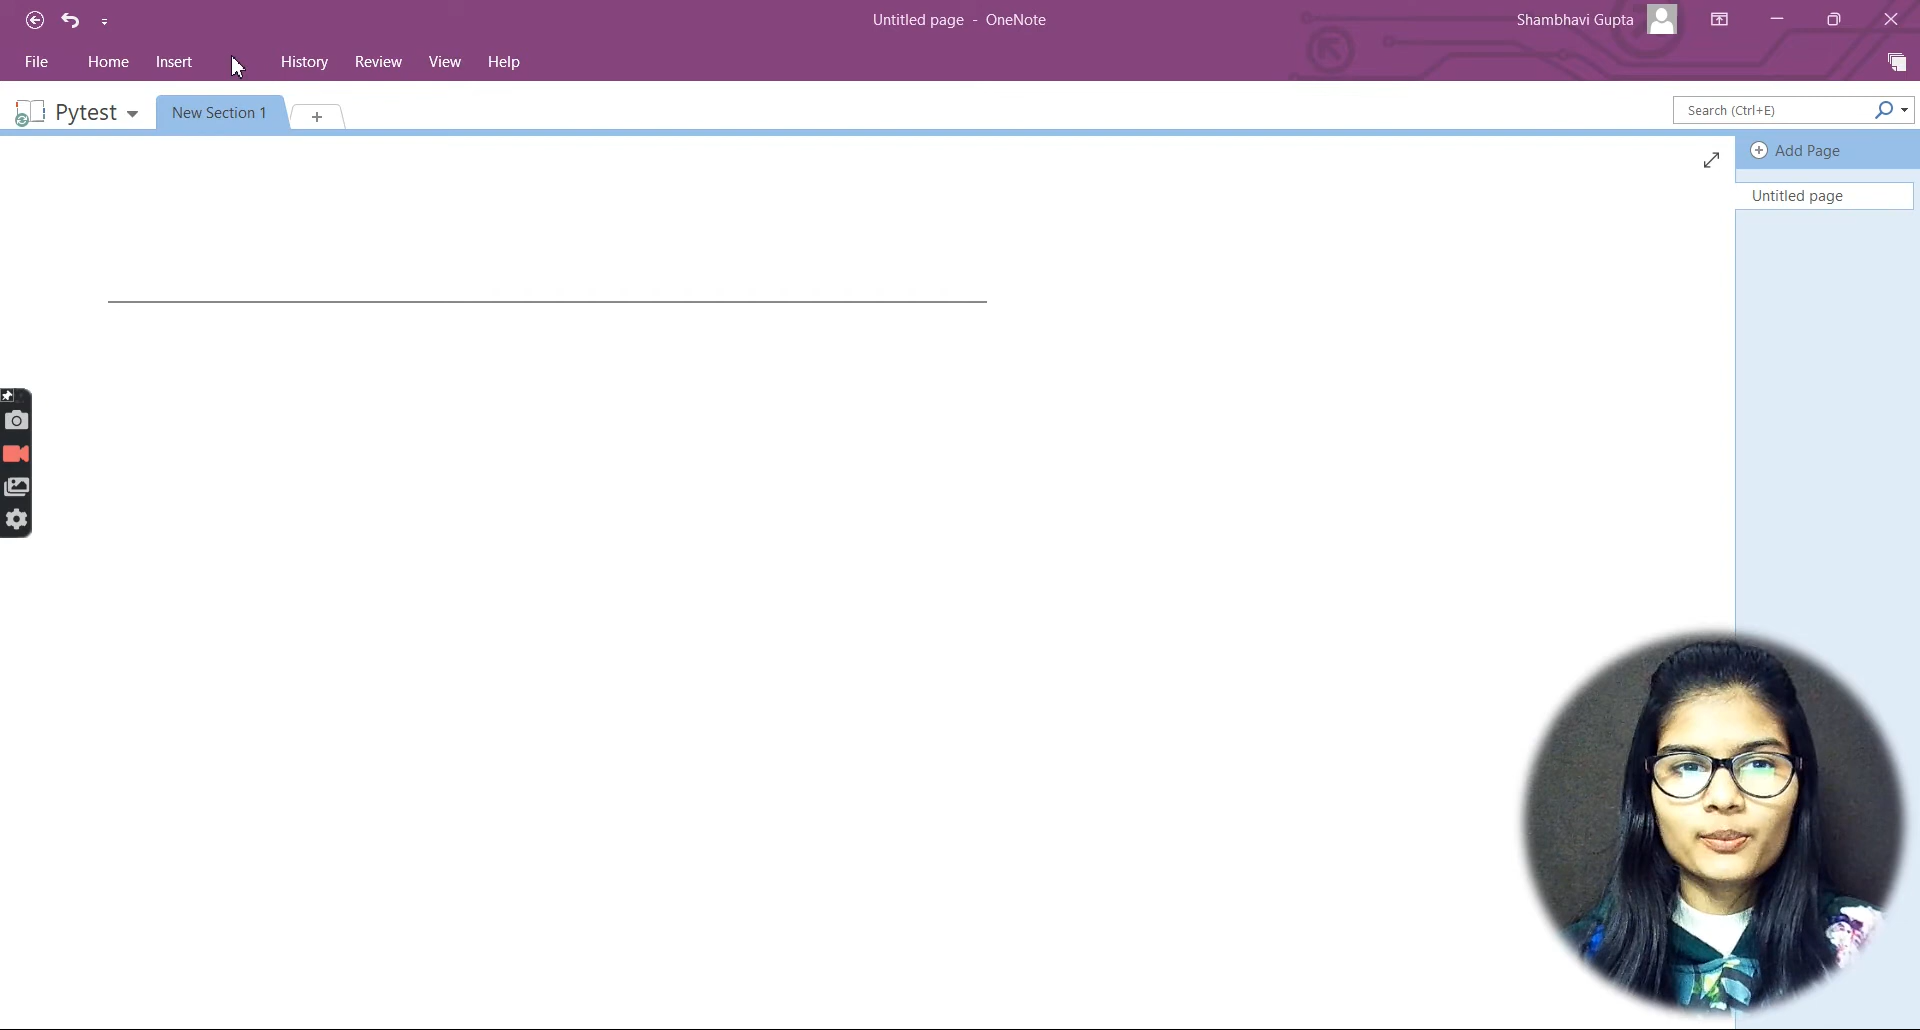 Untitled page - OneNote
Shambhavi Gupta
File Home Insert History Review View Help
Pytest
New Section 1
+
Search (Ctrl+E)
Add Page
Untitled page